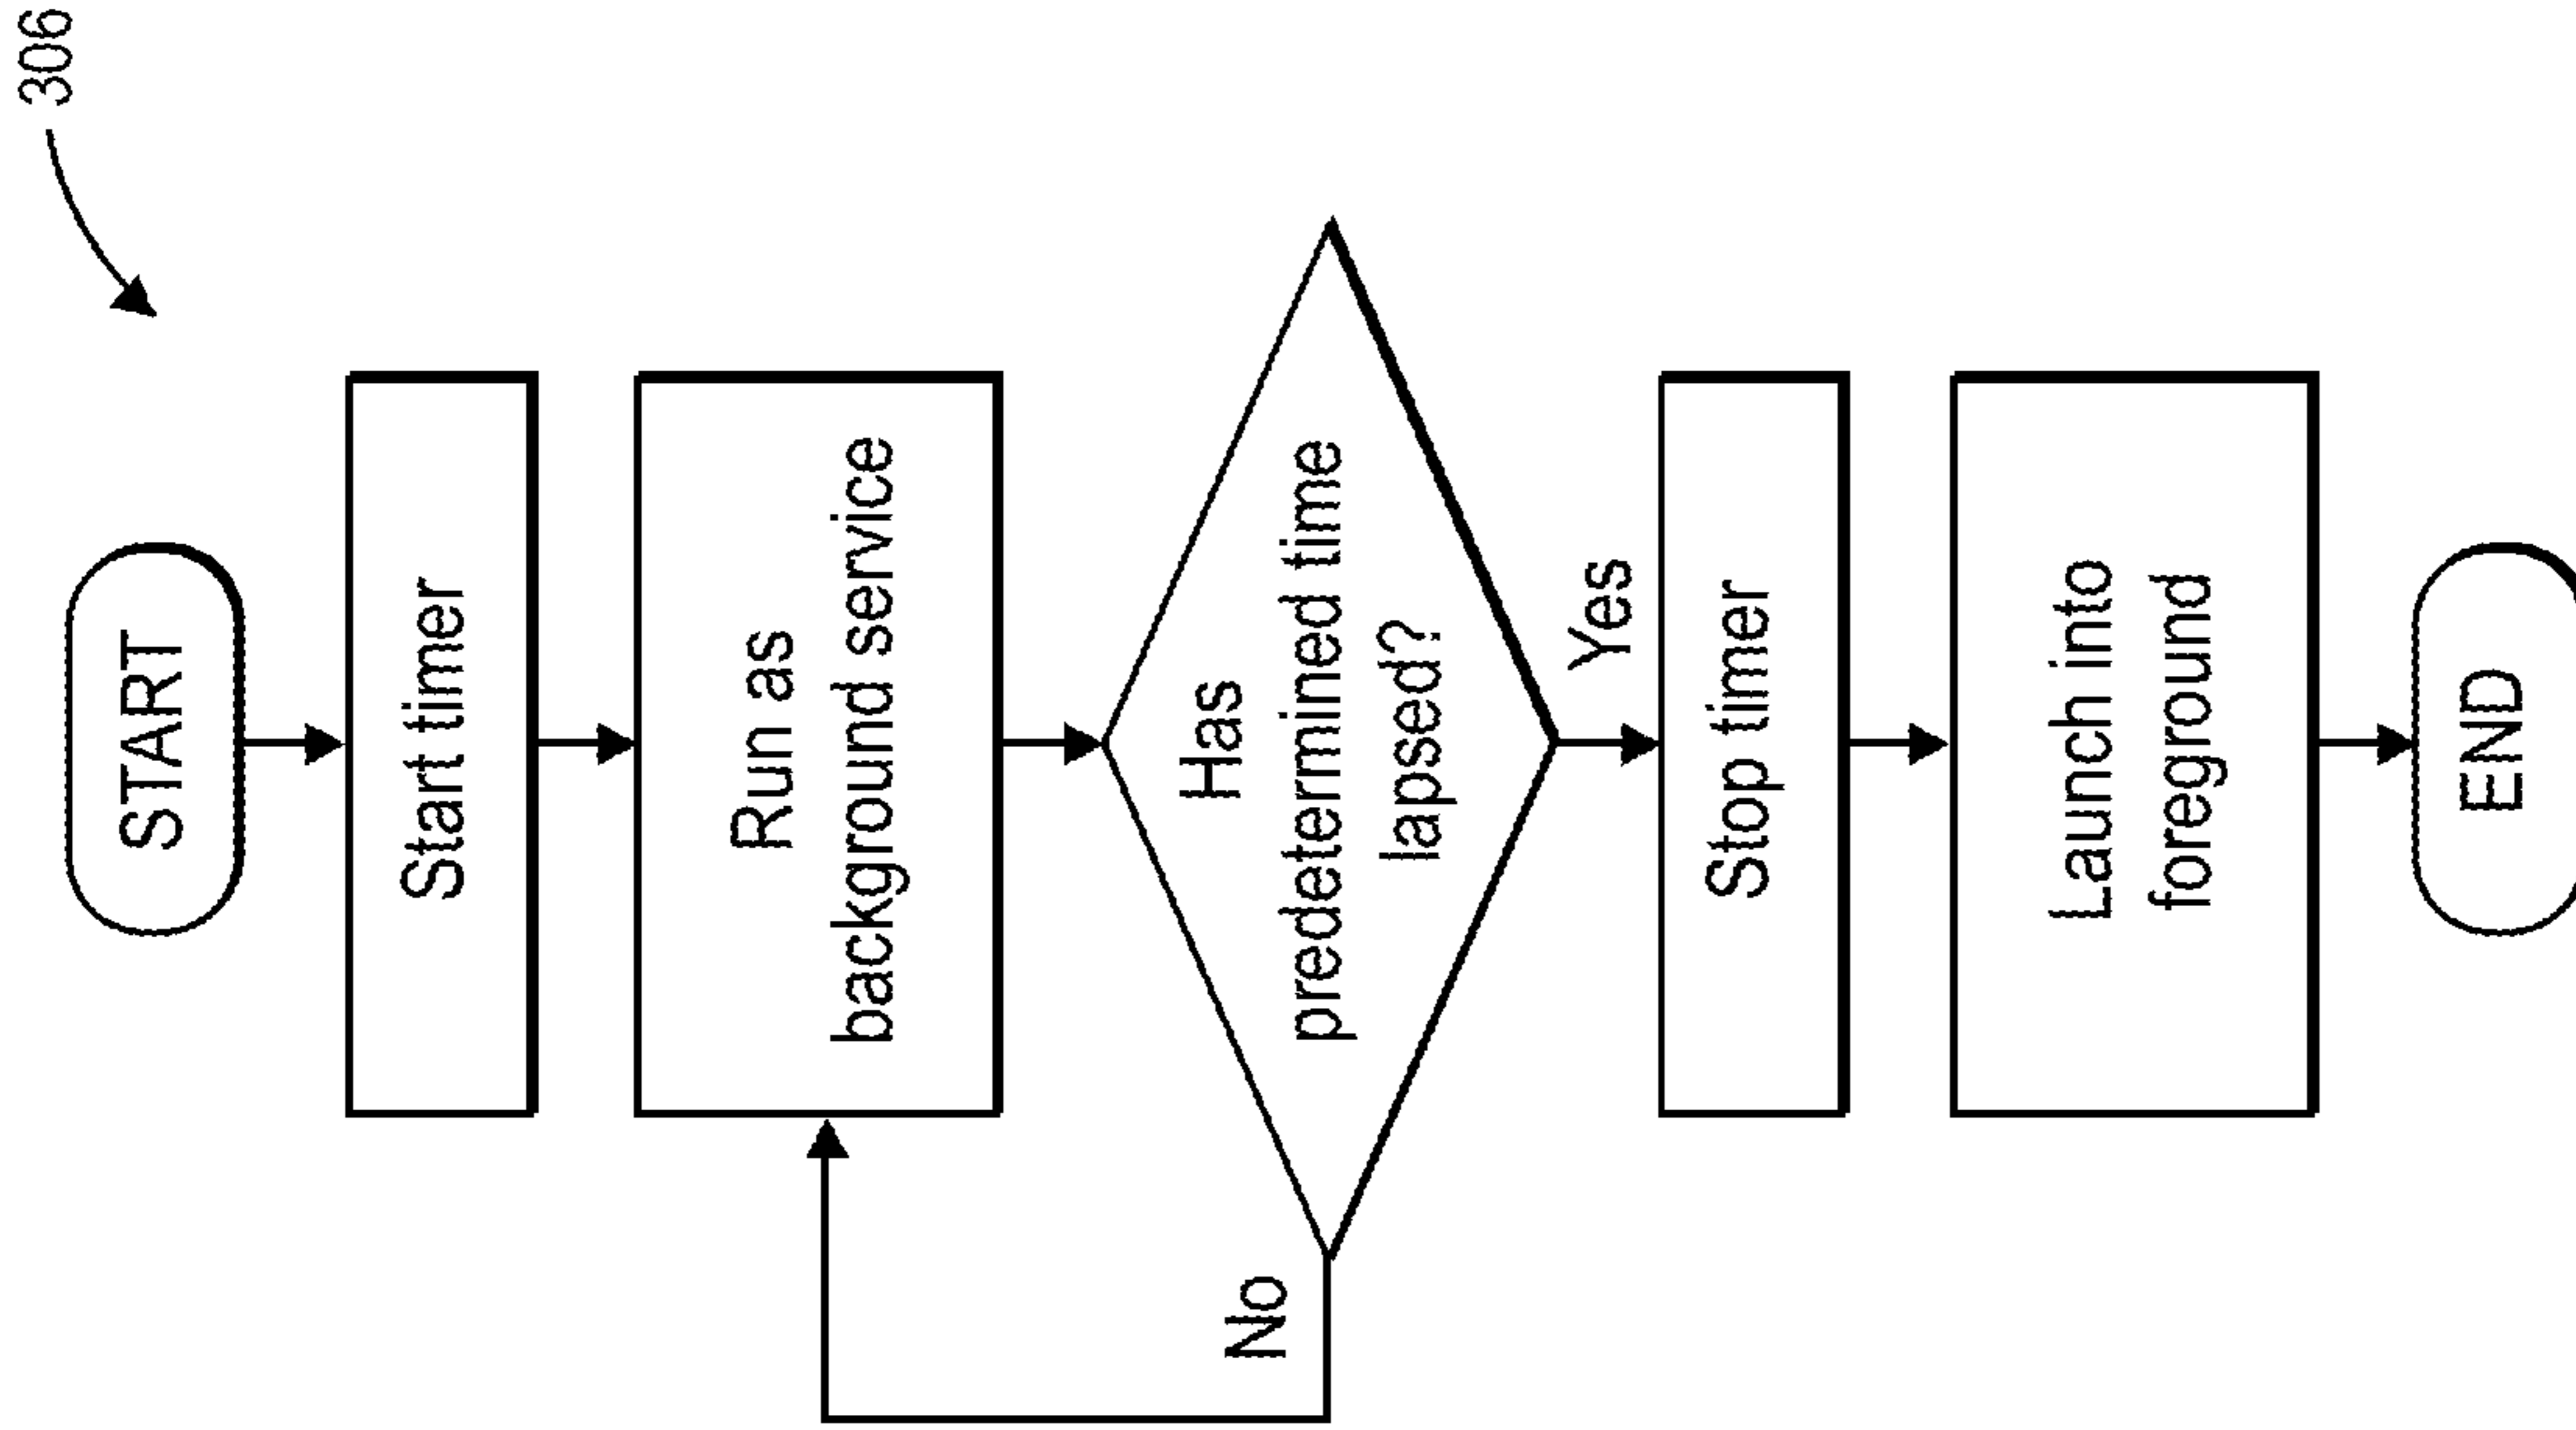 306
START
Start timer
Run as
background service
Has
predetermined time
lapsed?
No
Yes
Stop timer
Launch into
foreground
END